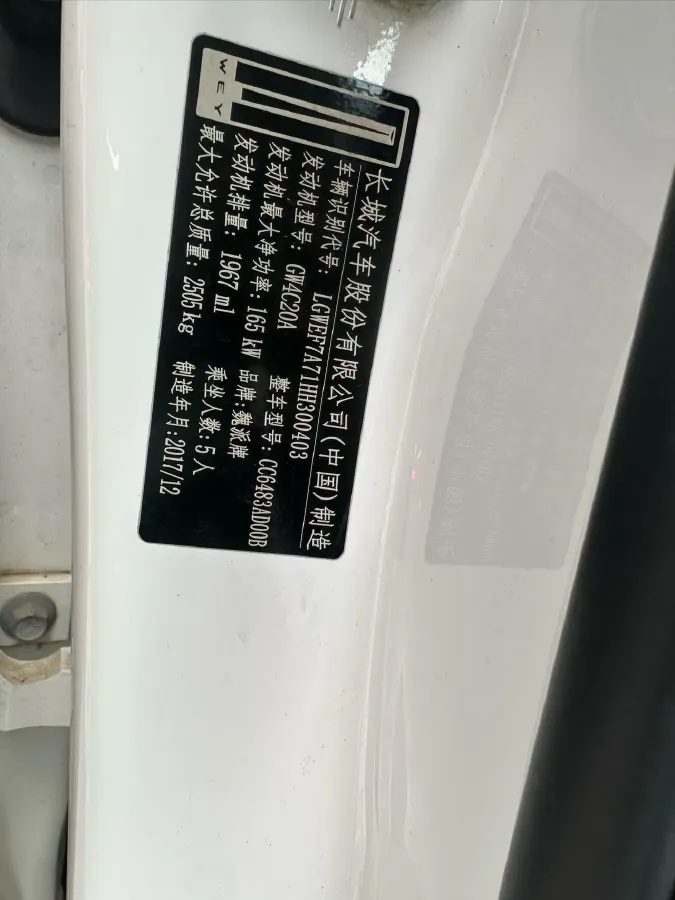 WEY
长城汽车股份有限公司(中国)制造
车辆识别代号: LGWEF7A71HH300403
发动机型号: GW4C20A 整车型号: CC6483AD00B
发动机最大净功率: 165 kW 品牌: 魏派牌
发动机排量: 1967 ml 乘坐人数: 5人
最大允许总质量: 2505kg 制造年月: 2017/12